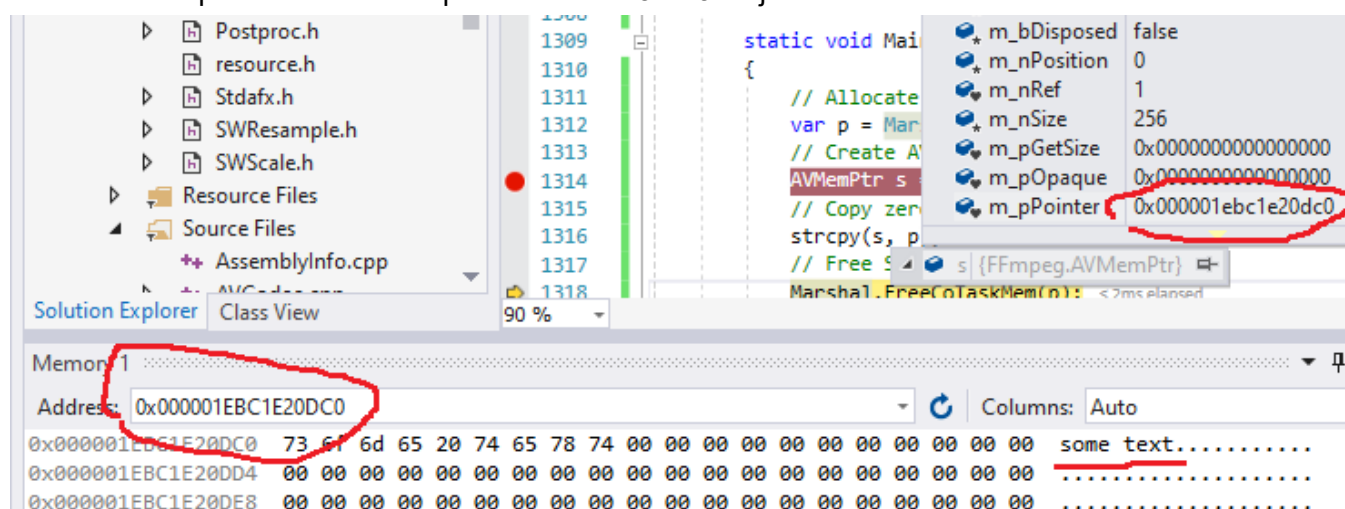 Postproc.h
resource.h
Stdafx.h
SWResample.h
SWScale.h
Resource Files
Source Files
AssemblyInfo.cpp
Solution Explorer Class View
1309 static void Mai
1310 {
1311 // Allocate
1312 var p = Mar
1313 // Create A
1314 AVMemPtr s =
1315 // Copy zer
1316 strcpy(s, p
1317 // Free S
1318 Marshal.FreeCoTaskMem(p); ≤2ms elapsed
90 %
m_bDisposed false
m_nPosition 0
m_nRef 1
m_nSize 256
m_pGetSize 0x0000000000000000
m_pOpaque 0x0000000000000000
m_pPointer 0x000001ebc1e20dc0
s {FFmpeg.AVMemPtr}
Memory 1
Address: 0x000001EBC1E20DC0 Columns: Auto
0x000001EBC1E20DC0 73 6f 6d 65 20 74 65 78 74 00 00 00 00 00 00 00 00 00 00 00 some text...........
0x000001EBC1E20DD4 00 00 00 00 00 00 00 00 00 00 00 00 00 00 00 00 00 00 00 00 ....................
0x000001EBC1E20DE8 00 00 00 00 00 00 00 00 00 00 00 00 00 00 00 00 00 00 00 00 ....................